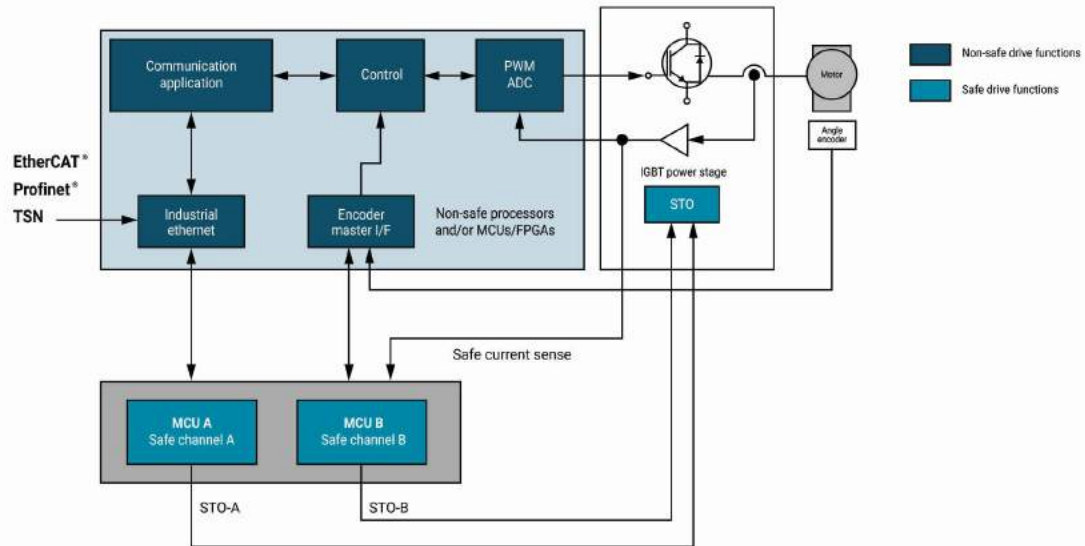 Communication
application
Control
PWM
ADC
Motor
Non-safe drive functions
Safe drive functions
Angle
encoder
EtherCAT®
Profinet®
TSN
Industrial
ethernet
Encoder
master I/F
Non-safe processors
and/or MCUs/FPGAs
IGBT power stage
STO
Safe current sense
MCU A
Safe channel A
MCU B
Safe channel B
STO-A
STO-B